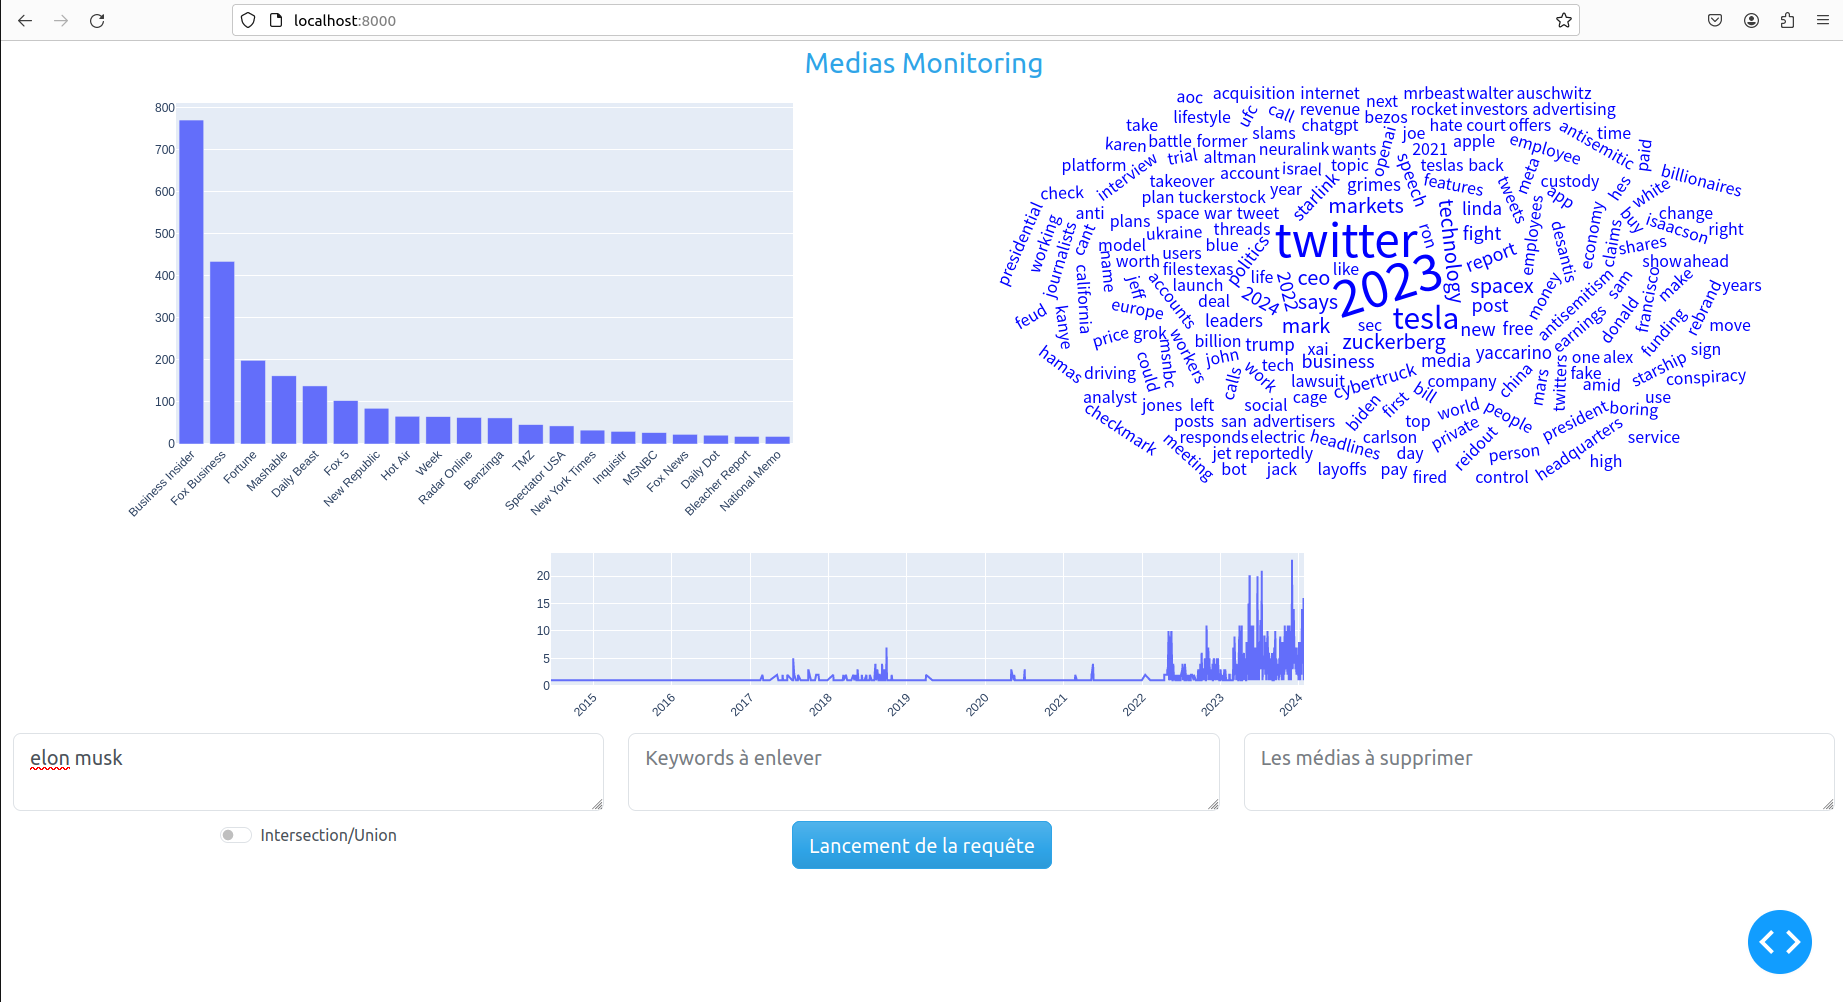 localhost:8000
Medias Monitoring
800
700
600
500
400
300
200
100
0
Business Insider
Fox Business
Fortune
Mashable
Daily Beast
Fox 5
New Republic
Hot Air
Week
Radar Online
Benzinga
TMZ
Spectator USA
New York Times
Inquisitr
MSNBC
Fox News
Daily Dot
Bleacher Report
National Memo
aoc acquisition internet next mrbeast walter auschwitz
lifestyle ufc call revenue bezos rocket investors advertising
take slams chatgpt openai joe hate court offers antisemitic time
karen battle former neuralink wants 2021 apple employee paid
platform interview trial altman israel topic speech teslas back meta billionaires
check takeover account year starlink grimes features tweets app custody hes white
presidential working journalists anti plan tucker stock markets technology linda employees economy buy change
cant plans space war tweet twitter ron fight desantis claims isaacson right
model ukraine threads politics report shares
name worth users blue like antisemitism sam show ahead
california jeff accounts files texas life 2022 ceo 2023 spacex money francisco make years
feud kanye europe launch 2024 says tesla post earnings donald funding rebrand
deal leaders mark sec new free move
price grok msnbc workers billion trump xai zuckerberg yaccarino one alex sign
hamas could john tech business media china mars twitters fake starship conspiracy
driving calls work lawsuit cybertruck company amid
analyst jones left social cage biden first bill world people president boring use
checkmark posts san advertisers top private headquarters
meeting responds electric headlines carlson reidout person service
jet reportedly day high
bot jack layoffs pay fired control
20
15
10
5
0
2015
2016
2017
2018
2019
2020
2021
2022
2023
2024
elon musk
Keywords à enlever
Les médias à supprimer
Intersection/Union
Lancement de la requête